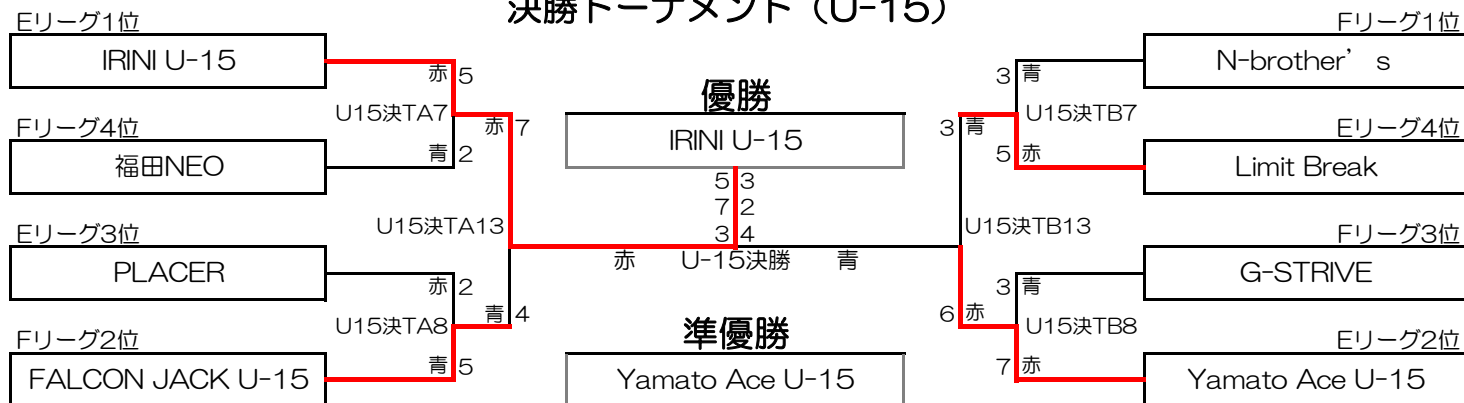 決勝トーナメント（U-15）
Eリーグ1位
IRINI U-15
Fリーグ4位
福田NEO
Eリーグ3位
PLACER
Fリーグ2位
FALCON JACK U-15
赤 5
U15決TA7
青 2
赤 7
U15決TA13
赤 2
U15決TA8
青 5
青 4
優勝
IRINI U-15
5 3
7 2
3 4
赤 U-15決勝 青
準優勝
Yamato Ace U-15
3 青
U15決TB7
5 赤
3 青
U15決TB13
3 青
6 赤
U15決TB8
7 赤
Fリーグ1位
N-brother’s
Eリーグ4位
Limit Break
Fリーグ3位
G-STRIVE
Eリーグ2位
Yamato Ace U-15